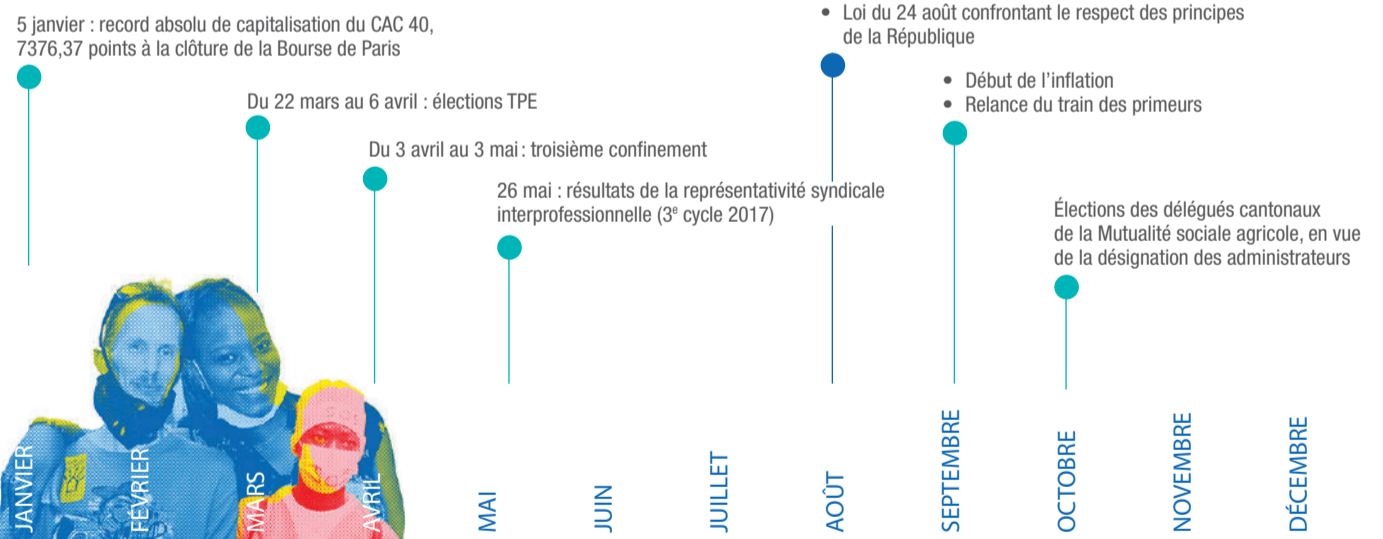 5 janvier : record absolu de capitalisation du CAC 40,
7376,37 points à la clôture de la Bourse de Paris
Du 22 mars au 6 avril : élections TPE
Du 3 avril au 3 mai : troisième confinement
26 mai : résultats de la représentativité syndicale
interprofessionnelle (3e cycle 2017)
• Loi du 24 août confrontant le respect des principes
de la République
• Début de l’inflation
• Relance du train des primeurs
Élections des délégués cantonaux
de la Mutualité sociale agricole, en vue
de la désignation des administrateurs
JANVIER
FÉVRIER
MARS
AVRIL
MAI
JUIN
JUILLET
AOÛT
SEPTEMBRE
OCTOBRE
NOVEMBRE
DÉCEMBRE